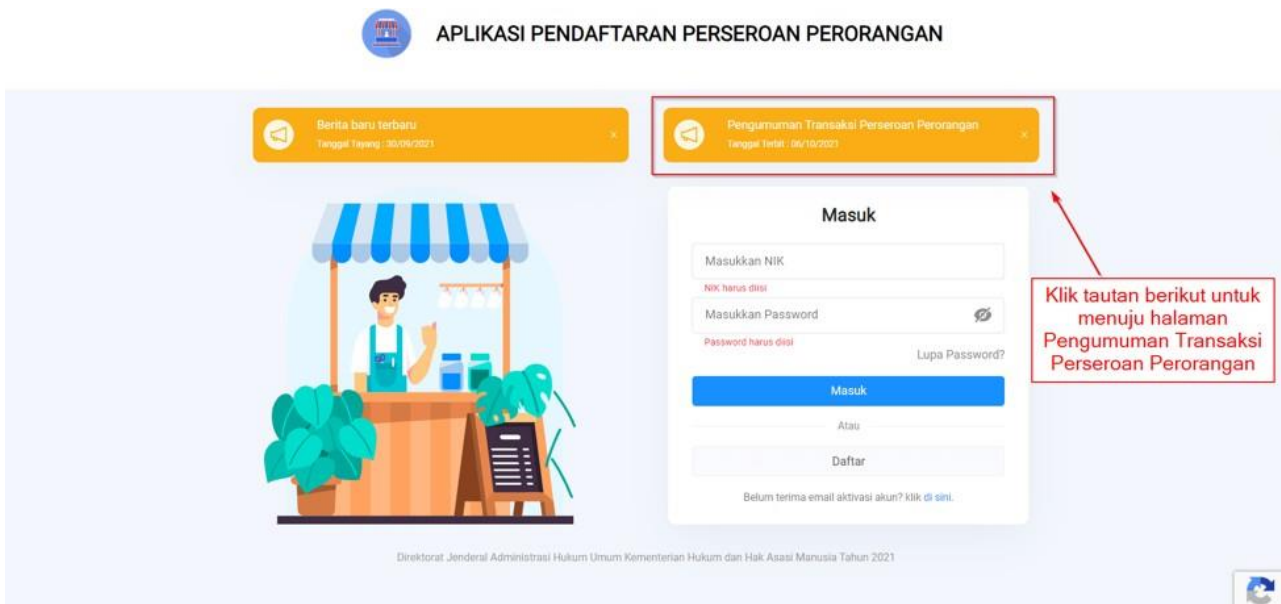 APLIKASI PENDAFTARAN PERSEROAN PERORANGAN
Berita baru terbaru
Tanggal Tayang : 30/09/2021
×
Pengumuman Transaksi Perseroan Perorangan
Tanggal Terbit : 06/10/2021
×
Masuk
Masukkan NIK
NIK harus diisi
Masukkan Password
Password harus diisi
Lupa Password?
Masuk
Atau
Daftar
Belum terima email aktivasi akun? klik di sini.
Klik tautan berikut untuk
menuju halaman
Pengumuman Transaksi
Perseroan Perorangan
Direktorat Jenderal Administrasi Hukum Umum Kementerian Hukum dan Hak Asasi Manusia Tahun 2021